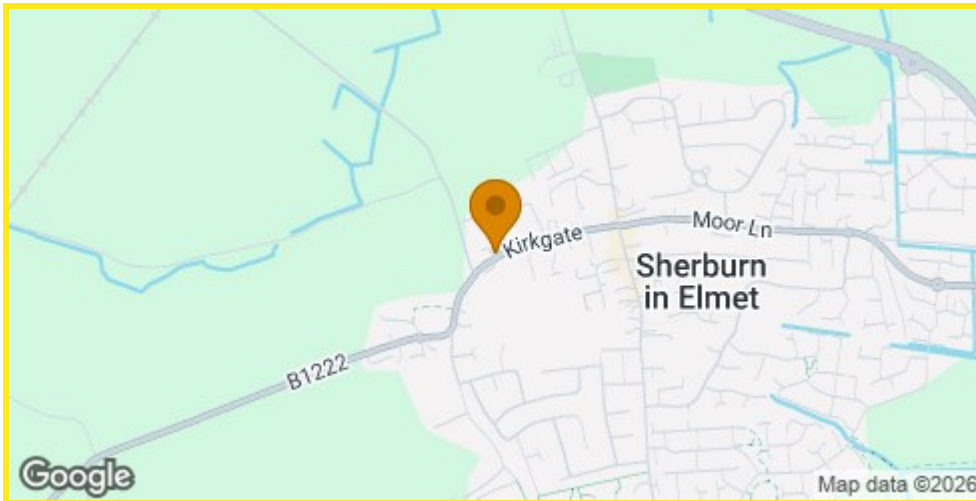 Kirkgate
Moor Ln
Sherburn
in Elmet
B1222
Google
Map data ©2026